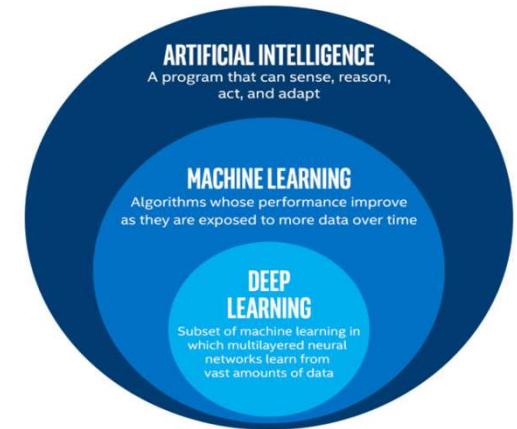 ARTIFICIAL INTELLIGENCE
A program that can sense, reason,
act, and adapt
MACHINE LEARNING
Algorithms whose performance improve
as they are exposed to more data over time
DEEP
LEARNING
Subset of machine learning in
which multilayered neural
networks learn from
vast amounts of data